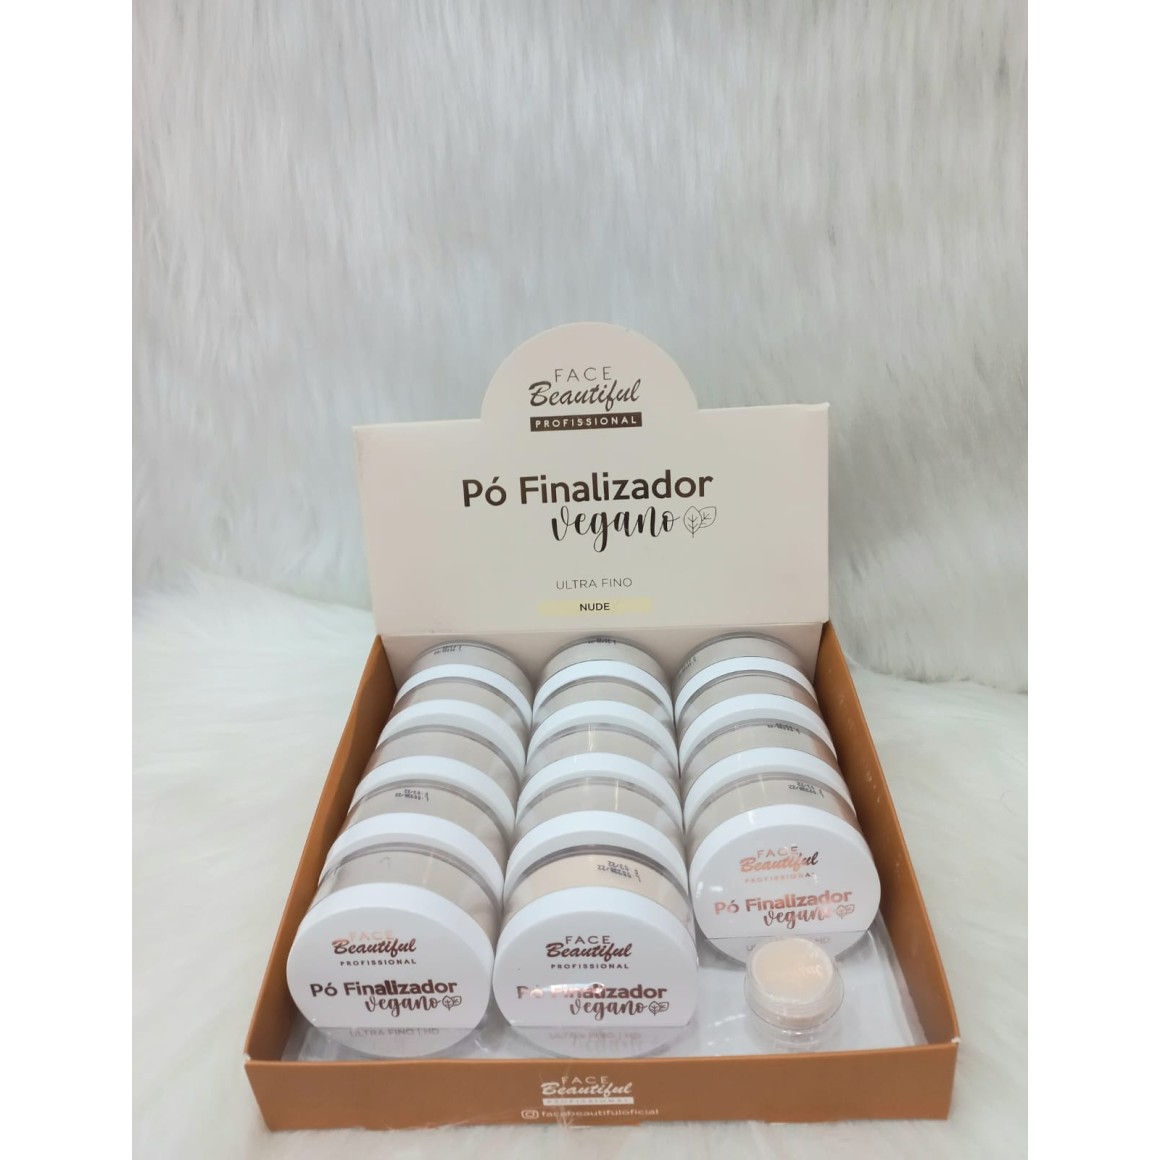 FACE
Beautiful
PROFISSIONAL
Pó Finalizador
vegano
ULTRA FINO
NUDE
FACE
Beautiful
PROFISSIONAL
Pó Finalizador
vegano
FACE
Beautiful
PROFISSIONAL
Pó Finalizador
vegano
ULTRA FINO | HD
FACE
Beautiful
PROFISSIONAL
Pó Finalizador
vegano
ULTRA FINO | HD
FACE
Beautiful
PROFISSIONAL
facebeautifuloficial